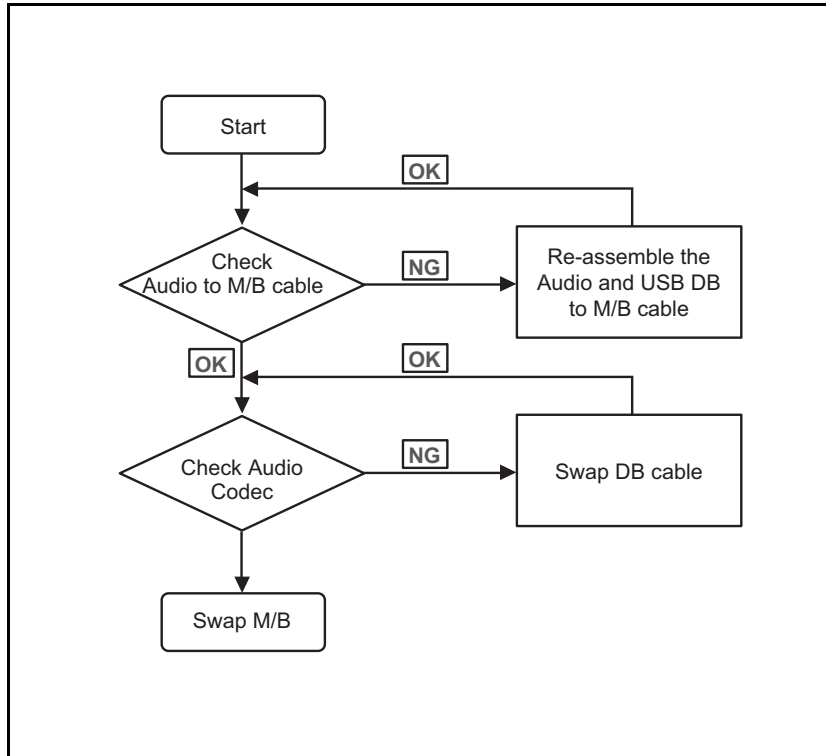 Start
OK
Check
Audio to M/B cable
NG
Re-assemble the
Audio and USB DB
to M/B cable
OK
OK
Check Audio
Codec
NG
Swap DB cable
Swap M/B